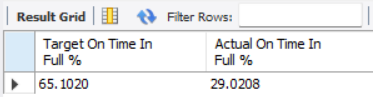 Result Grid Filter Rows:
Target On Time In Actual On Time In
Full % Full %
65.1020 29.0208